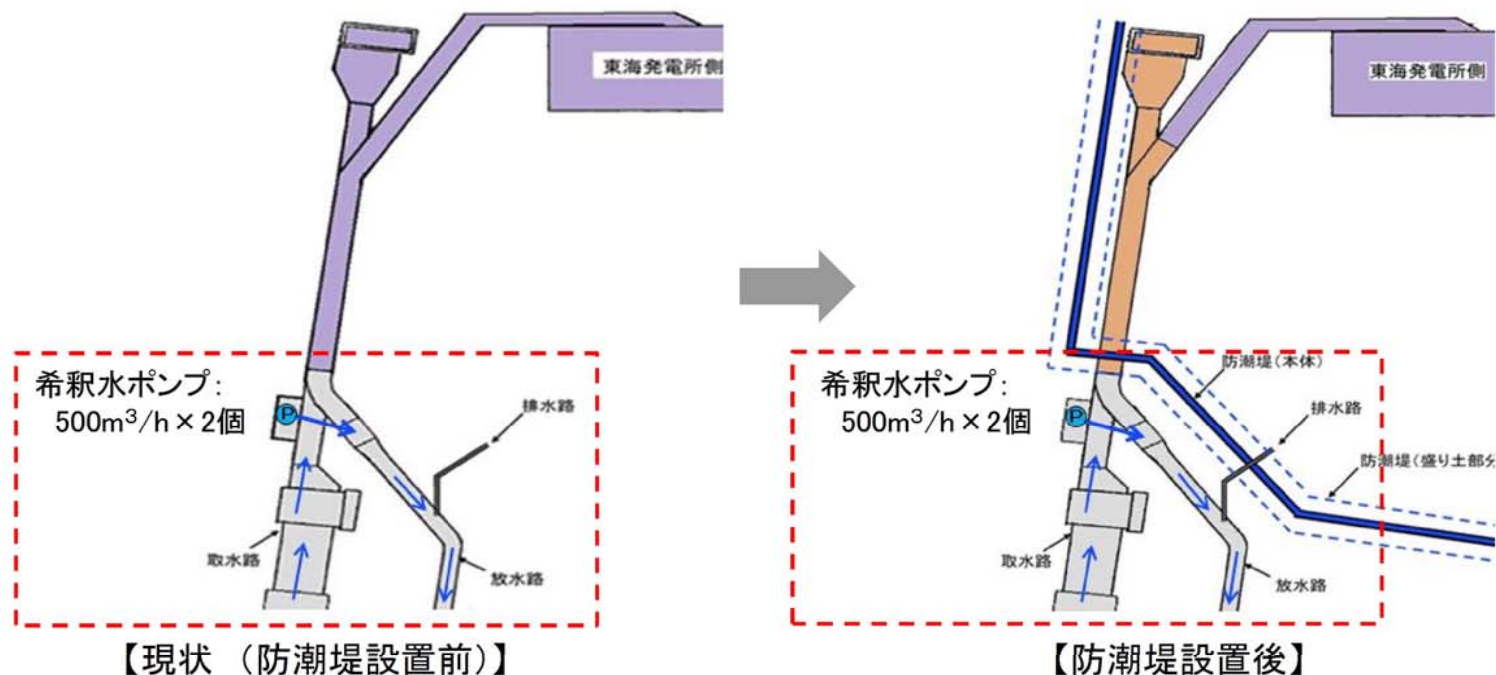 東海発電所側
希釈水ポンプ:
500m³/h×2個
P
排水路
取水路
放水路
【現状 (防潮堤設置前)】
東海発電所側
防潮堤(本体)
希釈水ポンプ:
500m³/h×2個
P
排水路
防潮堤(盛り土部分
取水路
放水路
【防潮堤設置後】